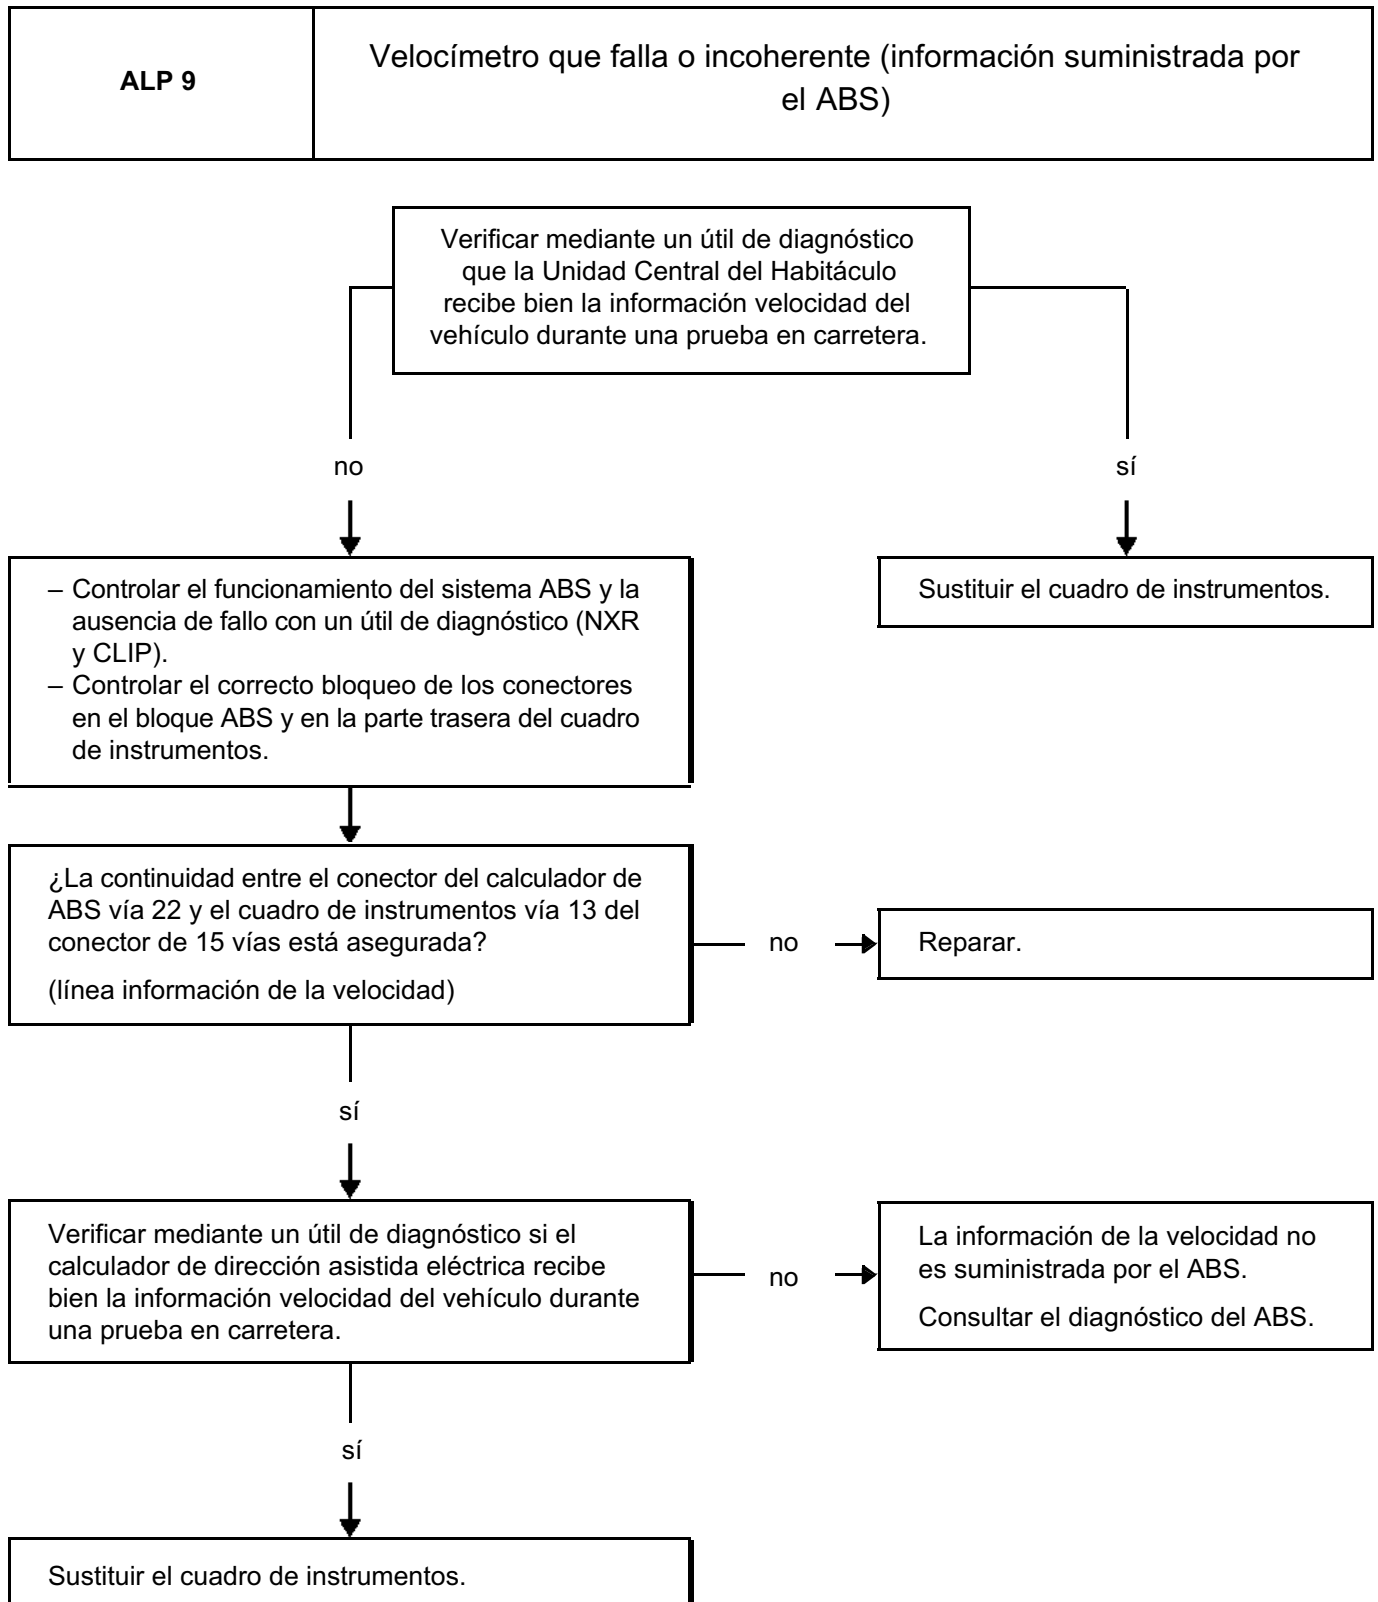 ALP 9
Velocímetro que falla o incoherente (información suministrada por
el ABS)
Verificar mediante un útil de diagnóstico
que la Unidad Central del Habitáculo
recibe bien la información velocidad del
vehículo durante una prueba en carretera.
no
sí
– Controlar el funcionamiento del sistema ABS y la
ausencia de fallo con un útil de diagnóstico (NXR
y CLIP).
– Controlar el correcto bloqueo de los conectores
en el bloque ABS y en la parte trasera del cuadro
de instrumentos.
Sustituir el cuadro de instrumentos.
¿La continuidad entre el conector del calculador de
ABS vía 22 y el cuadro de instrumentos vía 13 del
conector de 15 vías está asegurada?
(línea información de la velocidad)
no
Reparar.
sí
Verificar mediante un útil de diagnóstico si el
calculador de dirección asistida eléctrica recibe
bien la información velocidad del vehículo durante
una prueba en carretera.
no
La información de la velocidad no
es suministrada por el ABS.
Consultar el diagnóstico del ABS.
sí
Sustituir el cuadro de instrumentos.